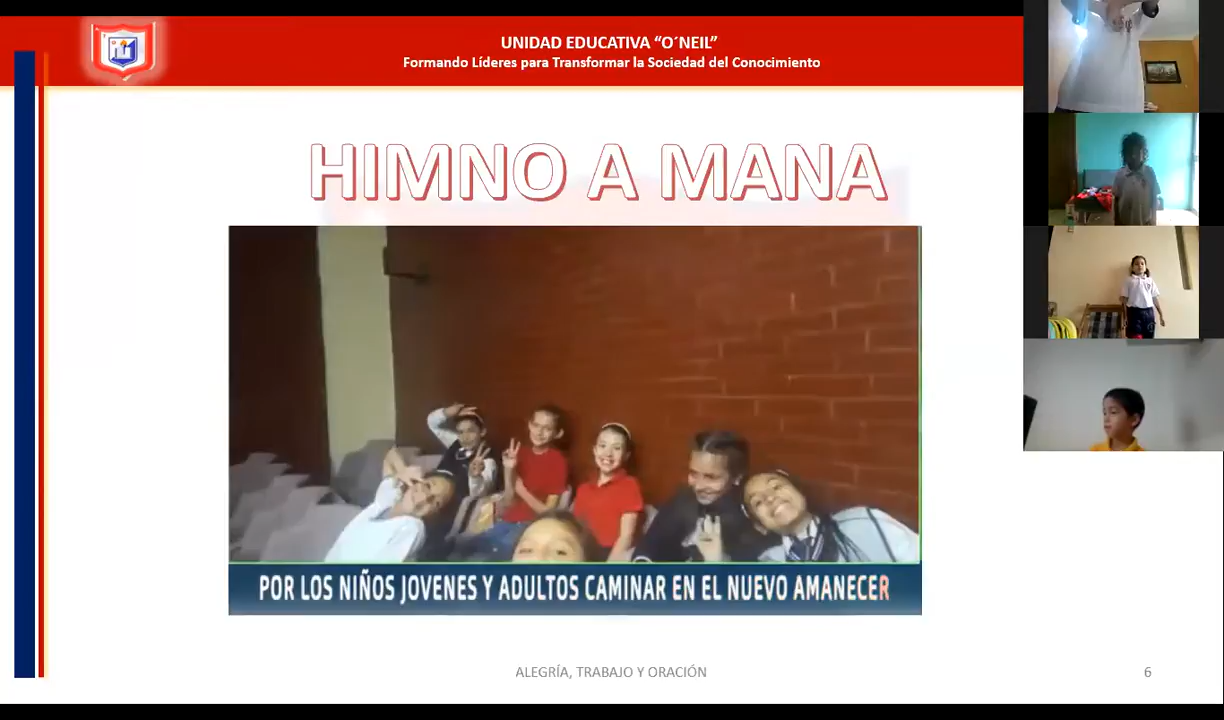 UNIDAD EDUCATIVA “O´NEIL”
Formando Líderes para Transformar la Sociedad del Conocimiento
HIMNO A MANA
POR LOS NIÑOS JOVENES Y ADULTOS CAMINAR EN EL NUEVO AMANECER
ALEGRÍA, TRABAJO Y ORACIÓN
6